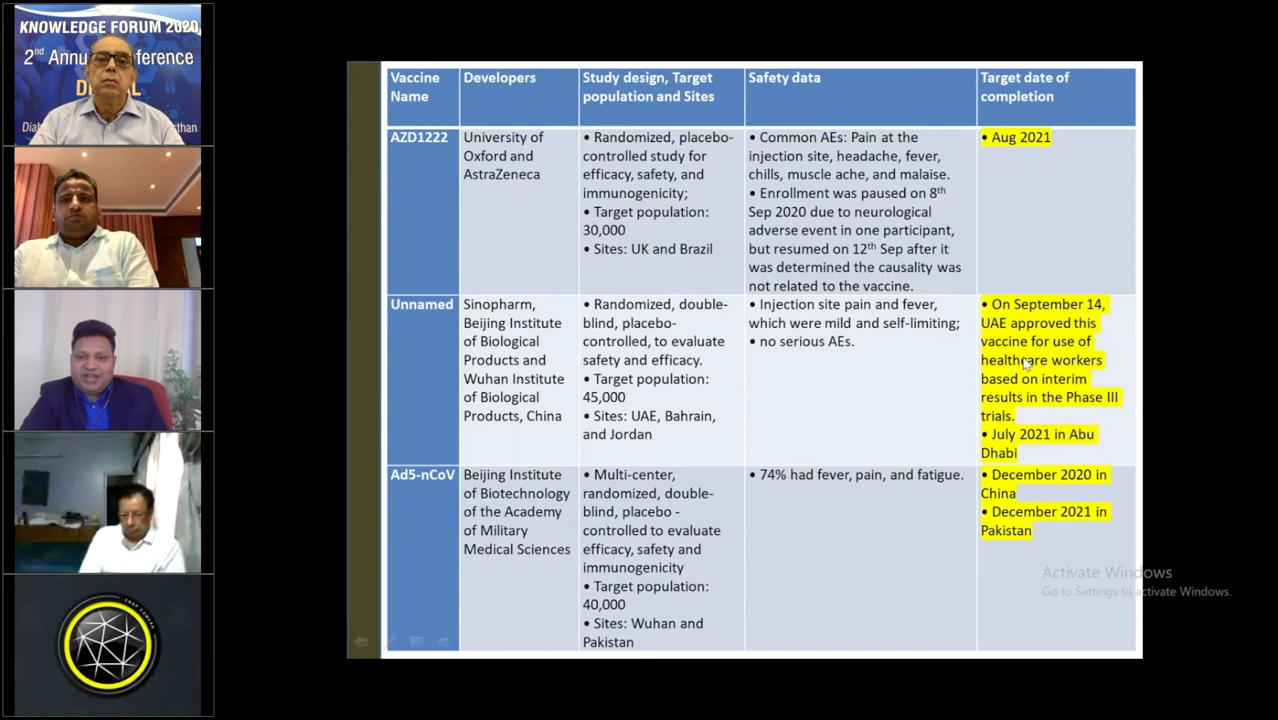 KNOWLEDGE FORUM 2020
2nd Annu ference
DI AL
Diab sthan
SNAP CAMERA
Vaccine Name
Developers
Study design, Target population and Sites
Safety data
Target date of completion
AZD1222
University of
Oxford and
AstraZeneca
• Randomized, placebo-
controlled study for
efficacy, safety, and
immunogenicity;
• Target population:
30,000
• Sites: UK and Brazil
• Common AEs: Pain at the
injection site, headache, fever,
chills, muscle ache, and malaise.
• Enrollment was paused on 8th
Sep 2020 due to neurological
adverse event in one participant,
but resumed on 12th Sep after it
was determined the causality was
not related to the vaccine.
• Aug 2021
Unnamed
Sinopharm,
Beijing Institute
of Biological
Products and
Wuhan Institute
of Biological
Products, China
• Randomized, double-
blind, placebo-
controlled, to evaluate
safety and efficacy.
• Target population:
45,000
• Sites: UAE, Bahrain,
and Jordan
• Injection site pain and fever,
which were mild and self-limiting;
• no serious AEs.
• On September 14,
UAE approved this
vaccine for use of
healthcare workers
based on interim
results in the Phase III
trials.
• July 2021 in Abu
Dhabi
Ad5-nCoV
Beijing Institute
of Biotechnology
of the Academy
of Military
Medical Sciences
• Multi-center,
randomized, double-
blind, placebo -
controlled to evaluate
efficacy, safety and
immunogenicity
• Target population:
40,000
• Sites: Wuhan and
Pakistan
• 74% had fever, pain, and fatigue.
• December 2020 in
China
• December 2021 in
Pakistan
Activate Windows
Go to Settings to activate Windows.